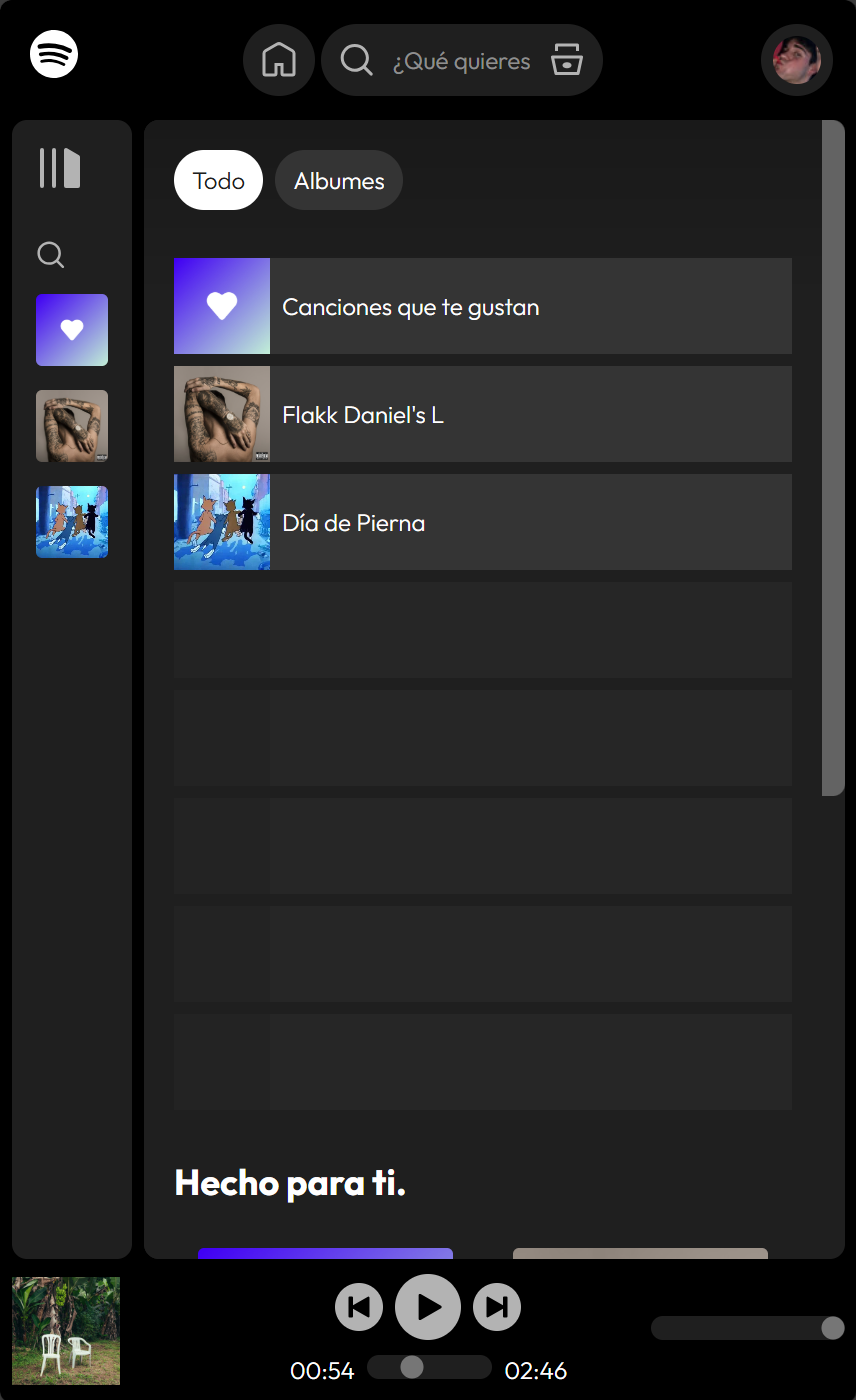 ¿Qué quieres
Todo
Albumes
Canciones que te gustan
Flakk Daniel's L
Día de Pierna
Hecho para ti.
00:54
02:46